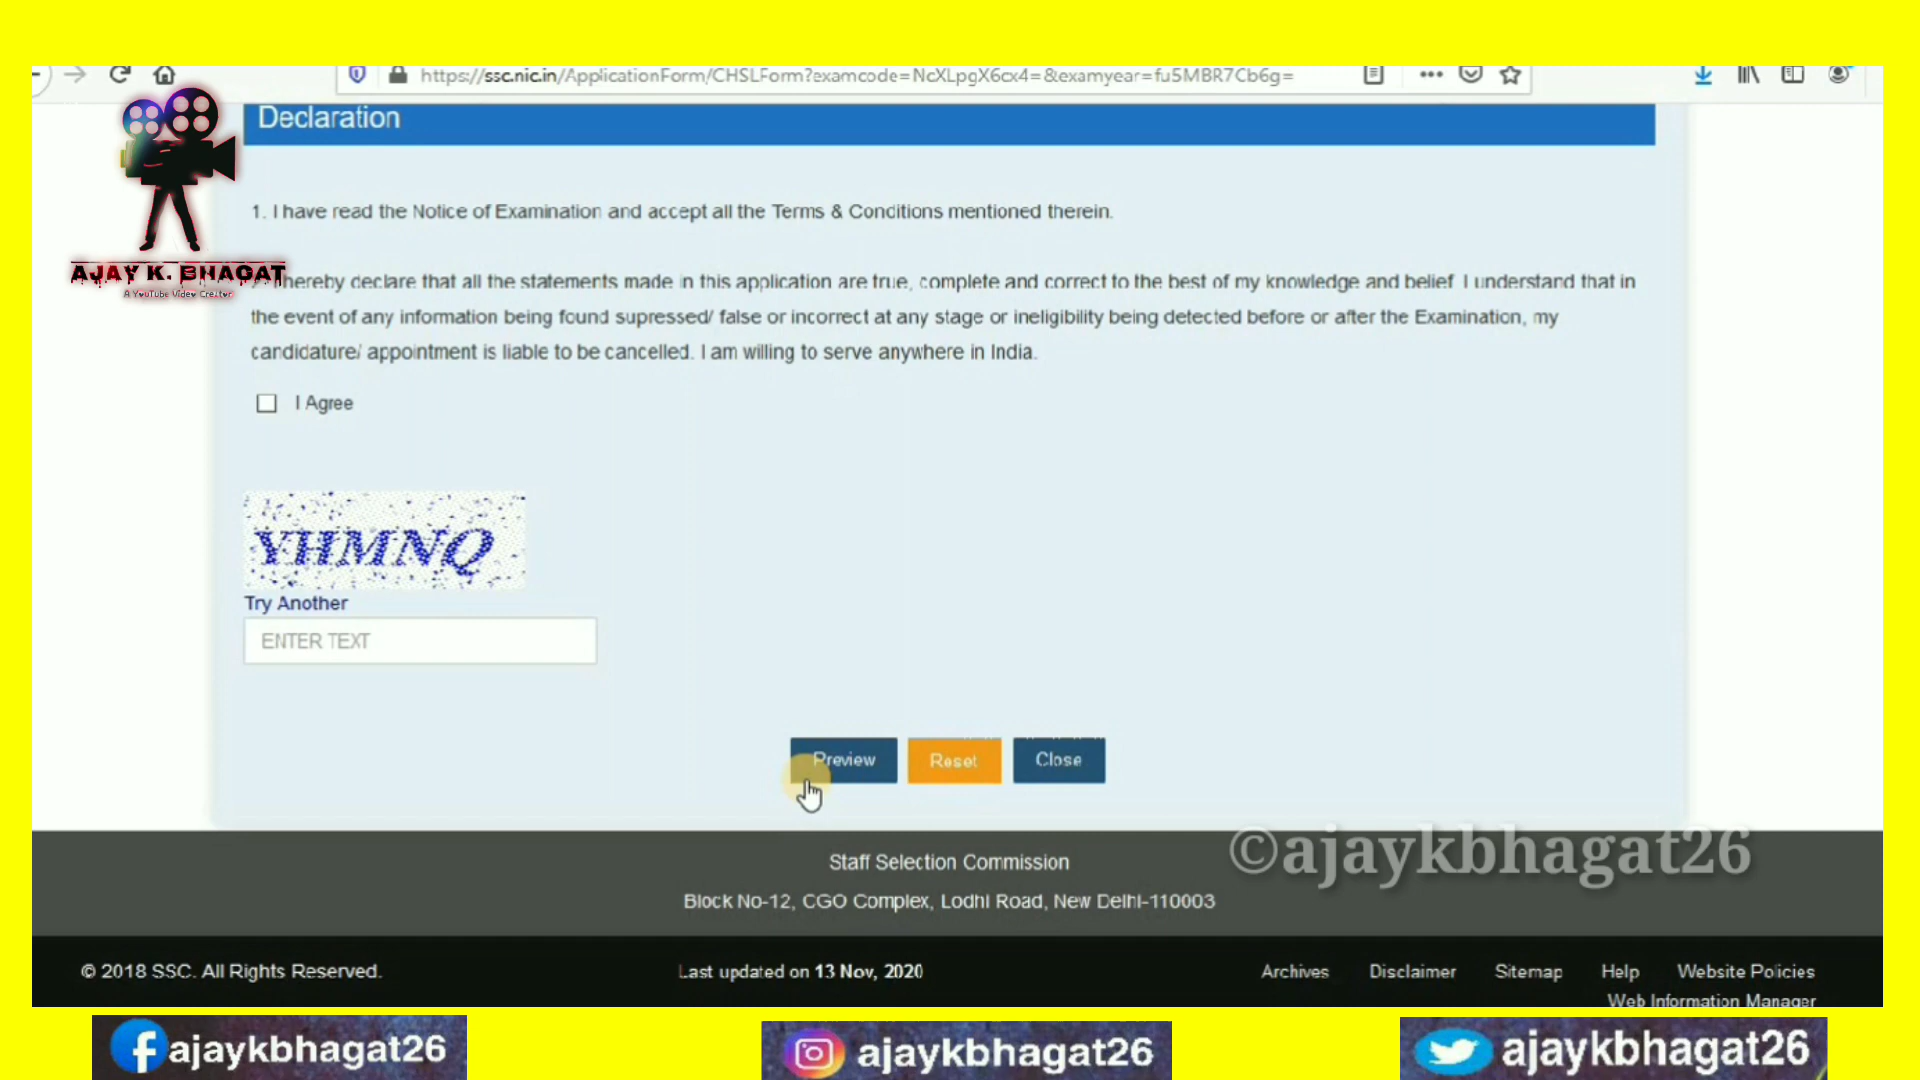 https://ssc.nic.in/ApplicationForm/CHSLForm?examcode=NcXLpgX6cx4=&examyear=fu5MBR7Cb6g=
Declaration
1. I have read the Notice of Examination and accept all the Terms & Conditions mentioned therein.
AJAY K. BHAGAT
A YouTube Video Creator
hereby declare that all the statements made in this application are true, complete and correct to the best of my knowledge and belief. I understand that in
the event of any information being found supressed/ false or incorrect at any stage or ineligibility being detected before or after the Examination, my
candidature/ appointment is liable to be cancelled. I am willing to serve anywhere in India.
I Agree
YHMNQ
Try Another
ENTER TEXT
Preview Reset Close
©ajaykbhagat26
Staff Selection Commission
Block No-12, CGO Complex, Lodhi Road, New Delhi-110003
© 2018 SSC. All Rights Reserved. Last updated on 13 Nov, 2020 Archives Disclaimer Sitemap Help Website Policies
Web Information Manager
ajaykbhagat26 ajaykbhagat26 ajaykbhagat26